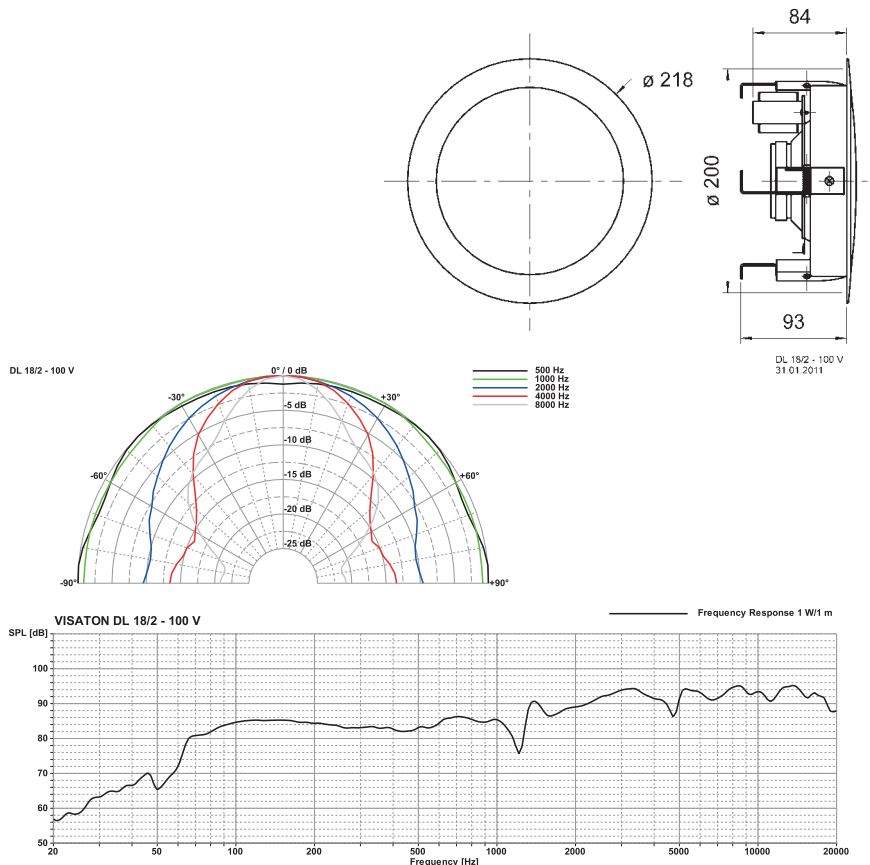 84
ø 218
ø 200
93
DL 18/2 - 100 V
31.01.2011
DL 18/2 - 100 V
0° / 0 dB
-30°
+30°
-5 dB
-10 dB
-60°
+60°
-15 dB
-20 dB
-25 dB
-90°
+90°
500 Hz
1000 Hz
2000 Hz
4000 Hz
8000 Hz
VISATON DL 18/2 - 100 V
Frequency Response 1 W/1 m
SPL [dB]
100
90
80
70
60
50
20 50 100 200 500 1000 2000 5000 10000 20000
Frequency [Hz]